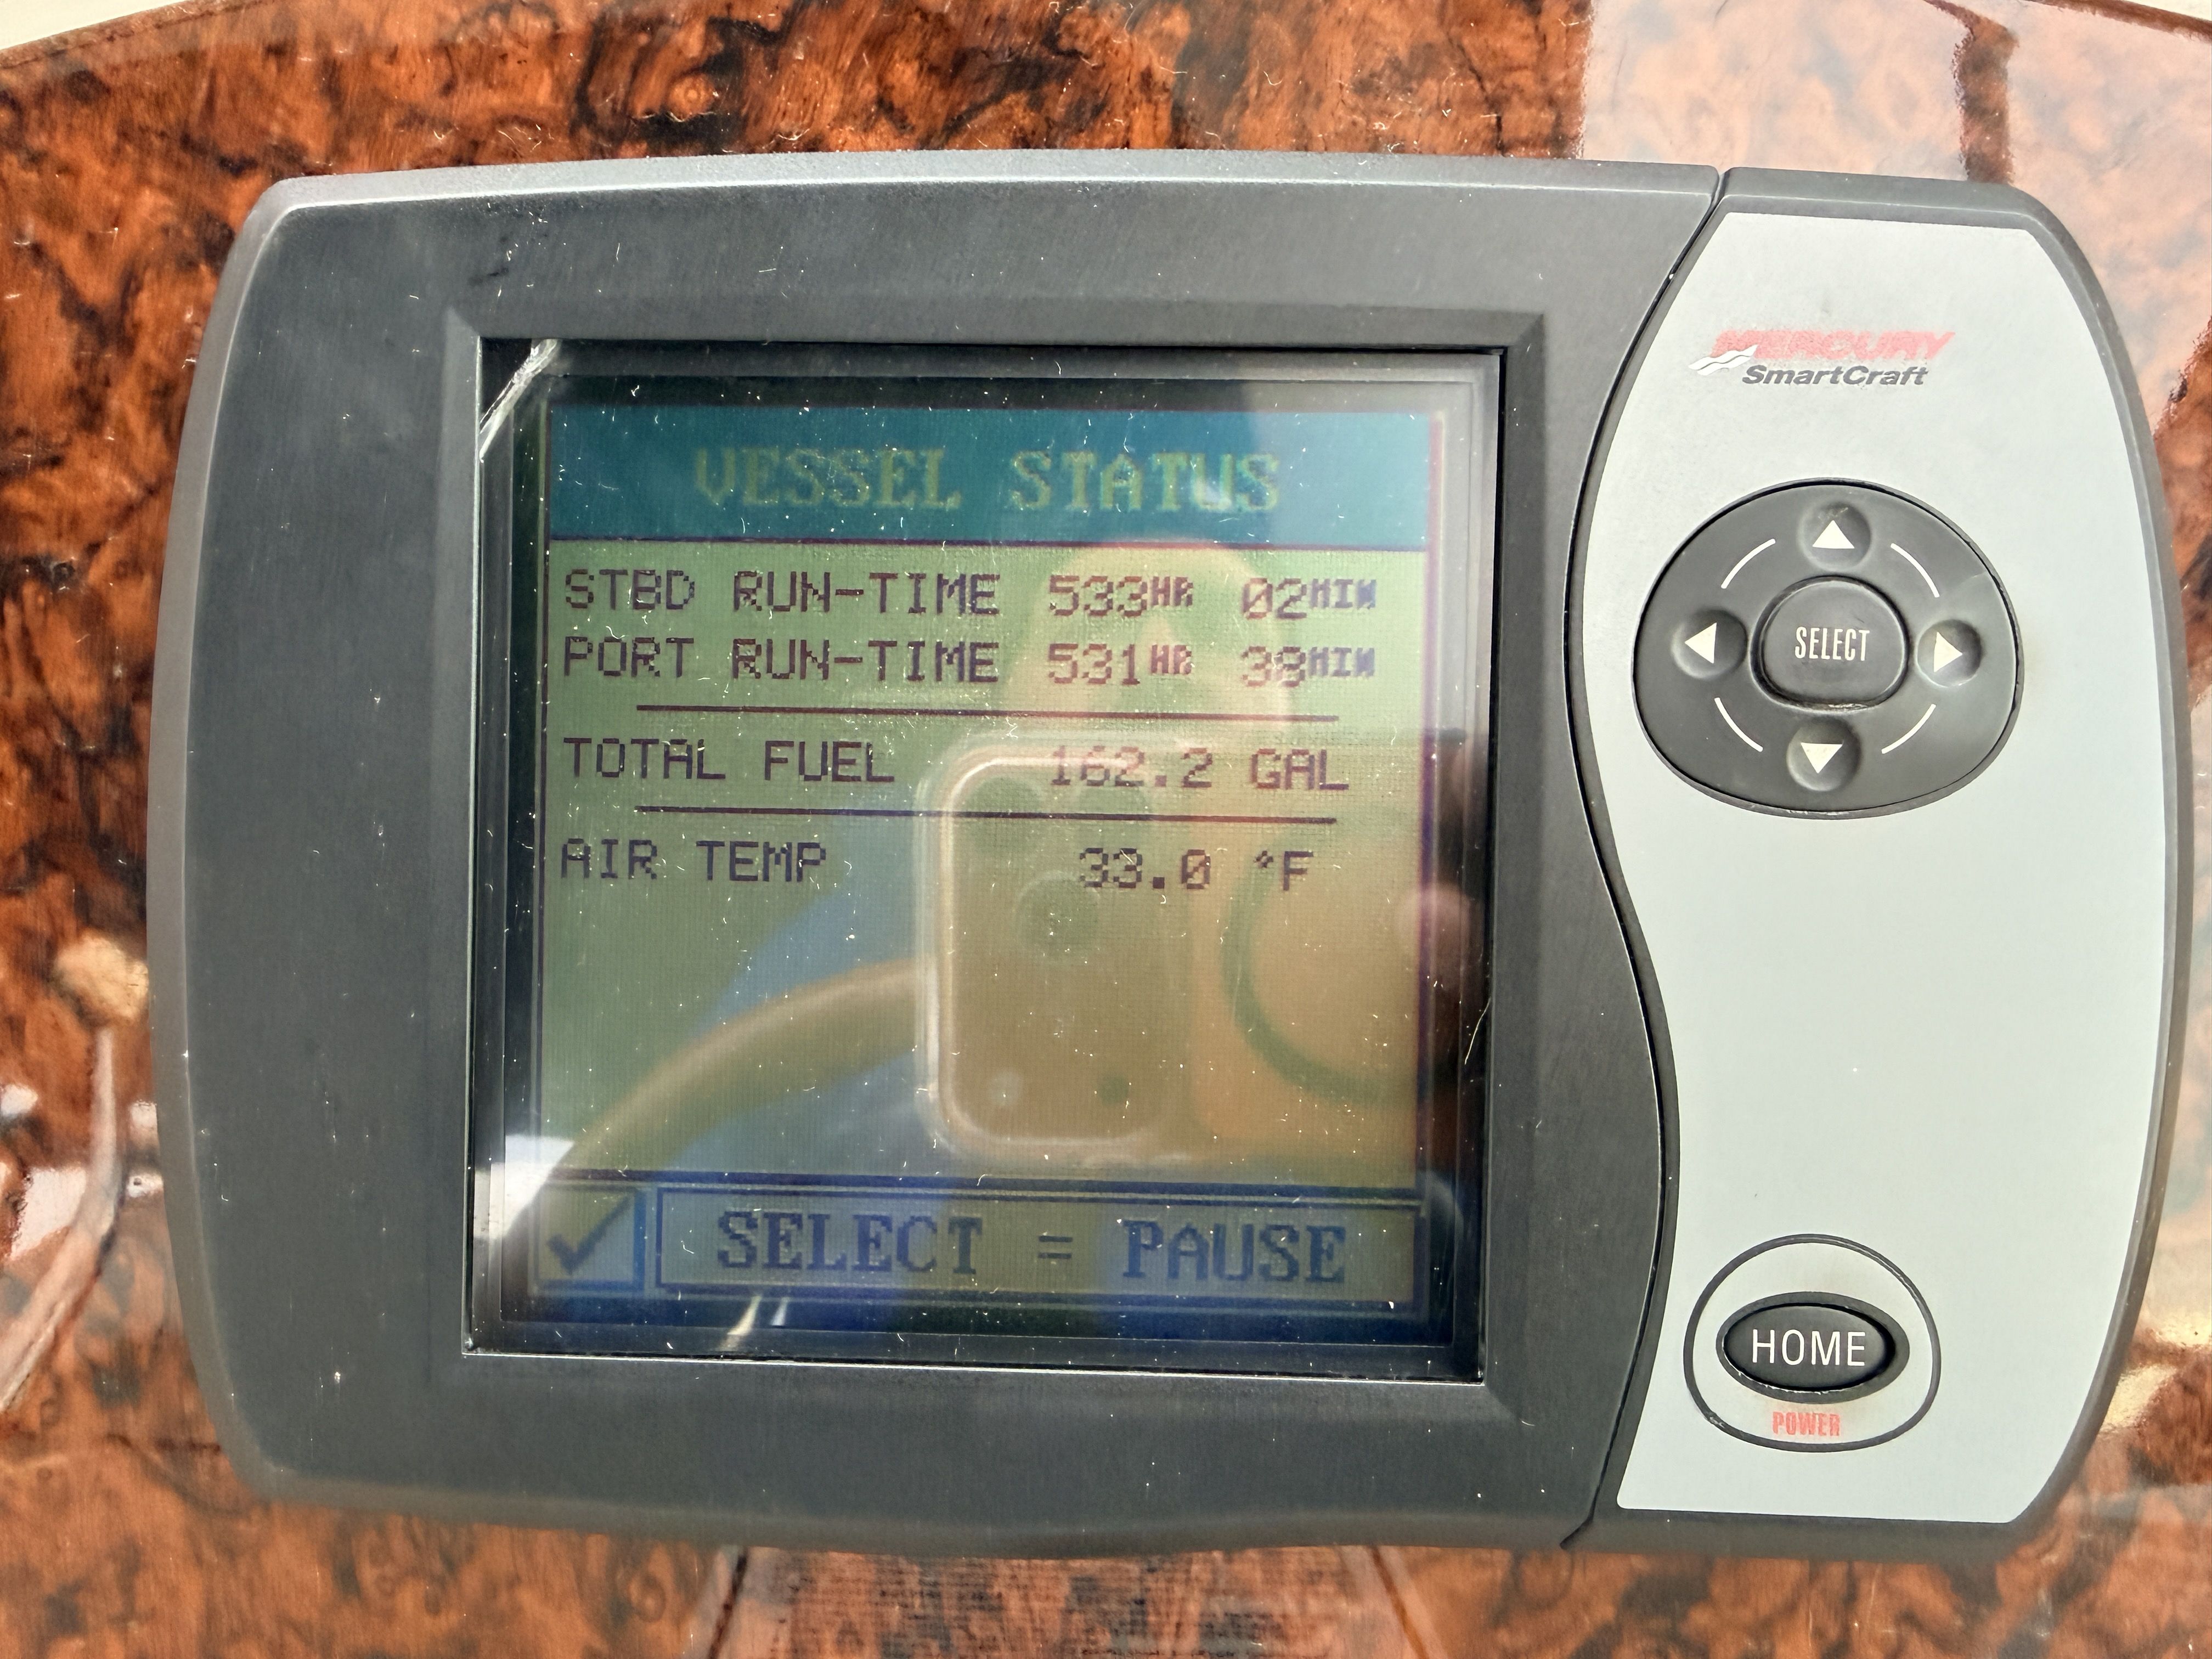 MERCURY
SmartCraft
VESSEL STATUS
STBD RUN-TIME 533HR 02MIN
PORT RUN-TIME 531HR 38MIN
TOTAL FUEL 162.2 GAL
AIR TEMP 33.0 °F
SELECT = PAUSE
SELECT
HOME
POWER